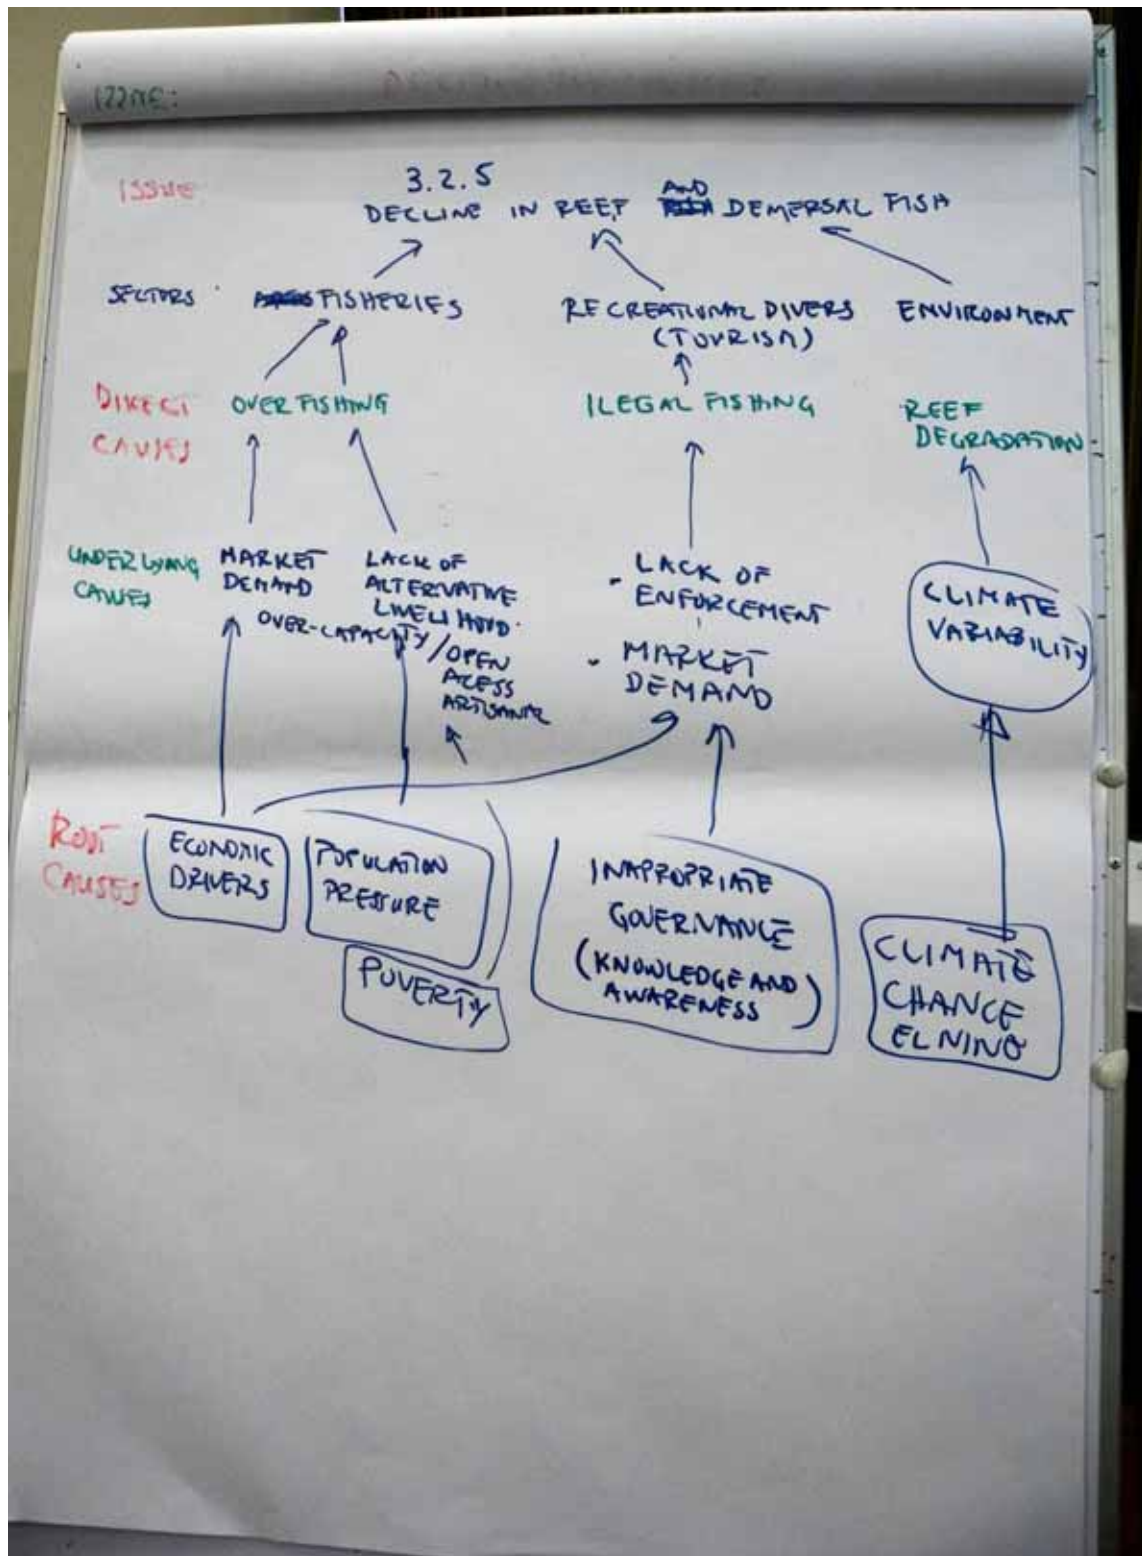 ISSUE:
ISSUE
3.2.5
DECLINE IN REEF AND DEMERSAL FISH
SECTORS
FISHERIES
RECREATIONAL DIVERS
(TOURISM)
ENVIRONMENT
DIRECT
CAUSES
OVER FISHING
ILEGAL FISHING
REEF
DEGRADATION
UNDERLYING
CAUSES
MARKET
DEMAND
LACK OF
ALTERNATIVE
LIVELIHOOD
OVER-CAPACITY/OPEN
ACESS
ARTISANAL
- LACK OF
ENFORCEMENT
- MARKET
DEMAND
CLIMATE
VARIABILITY
ROOT
CAUSES
ECONOMIC
DRIVERS
POPULATION
PRESSURE
POVERTY
INAPPROPRIATE
GOVERNANCE
(KNOWLEDGE AND
AWARENESS)
CLIMATE
CHANGE
EL NINO